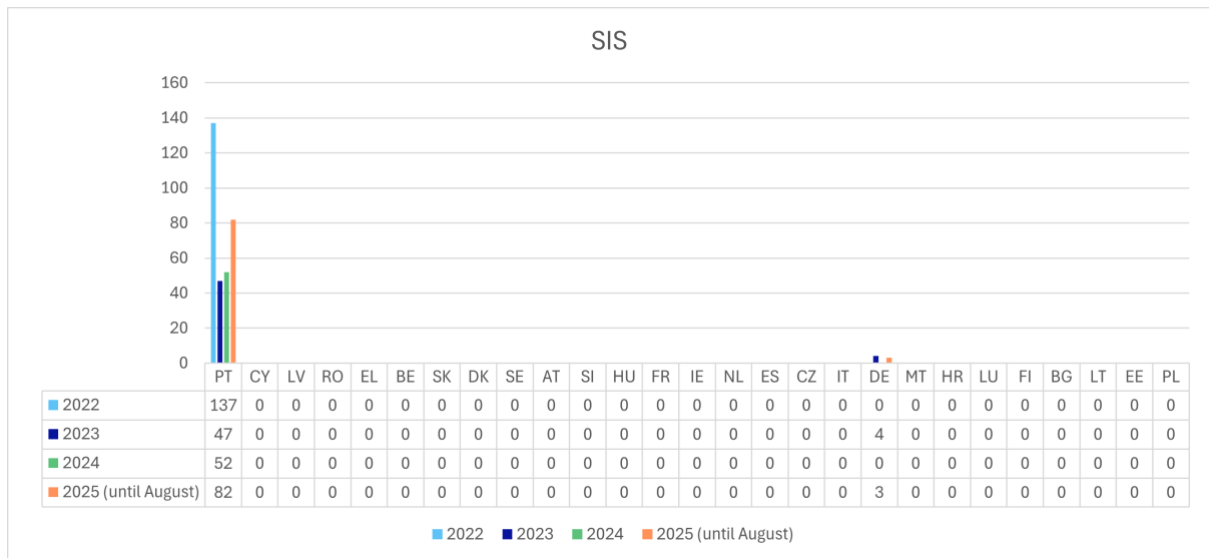 SIS
160
140
120
100
80
60
40
20
0
PT CY LV RO EL BE SK DK SE AT SI HU FR IE NL ES CZ IT DE MT HR LU FI BG LT EE PL
2022 137 0 0 0 0 0 0 0 0 0 0 0 0 0 0 0 0 0 0 0 0 0 0 0 0 0 0
2023 47 0 0 0 0 0 0 0 0 0 0 0 0 0 0 0 0 0 4 0 0 0 0 0 0 0 0
2024 52 0 0 0 0 0 0 0 0 0 0 0 0 0 0 0 0 0 0 0 0 0 0 0 0 0 0
2025 (until August) 82 0 0 0 0 0 0 0 0 0 0 0 0 0 0 0 0 0 3 0 0 0 0 0 0 0 0
2022 2023 2024 2025 (until August)